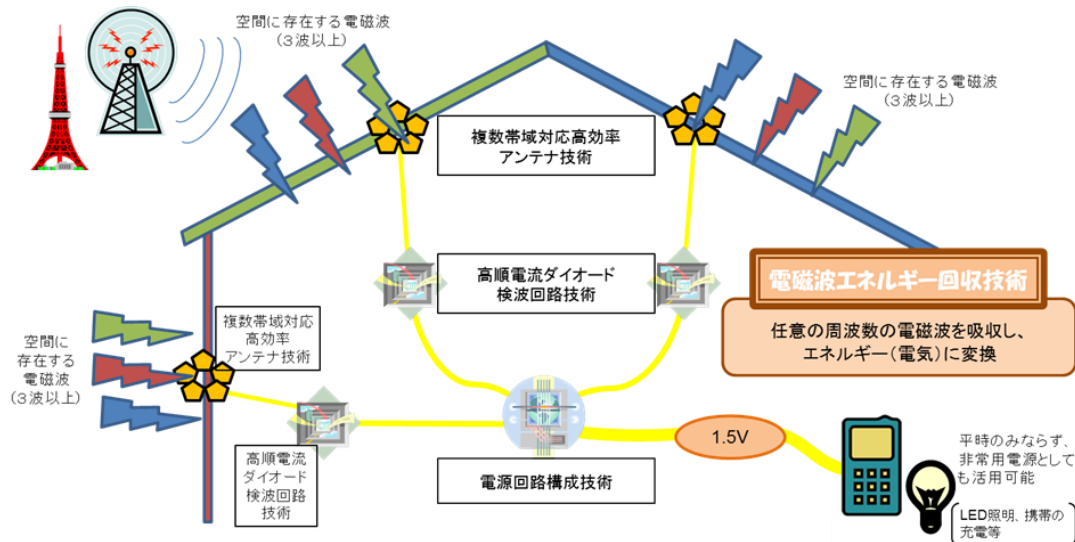 空間に存在する電磁波
（３波以上）
空間に存在する電磁波
（３波以上）
複数帯域対応高効率
アンテナ技術
高順電流ダイオード
検波回路技術
電磁波エネルギー回収技術
任意の周波数の電磁波を吸収し、
エネルギー（電気）に変換
空間に
存在する
電磁波
（３波以上）
複数帯域対応
高効率
アンテナ技術
高順電流
ダイオード
検波回路
技術
電源回路構成技術
1.5V
平時のみならず、
非常用電源として
も活用可能
LED照明、携帯の
充電等